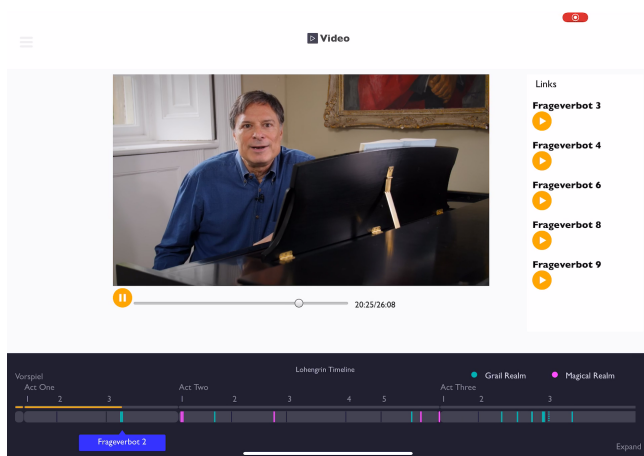 Video
Links
Frageverbot 3
Frageverbot 4
Frageverbot 6
Frageverbot 8
Frageverbot 9
20:25/26:08
Lohengrin Timeline
Grail Realm
Magical Realm
Vorspiel
Act One
Act Two
Act Three
1 2 3 1 2 3 4 5 1 2 3
Frageverbot 2
Expand